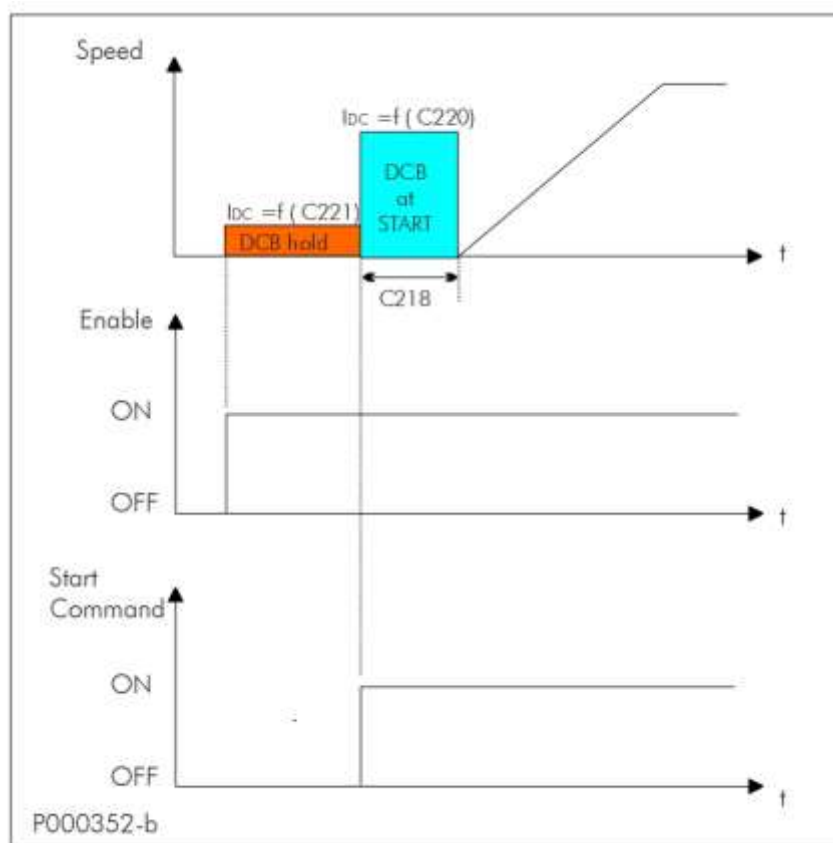 Speed
IDC =f ( C220)
DCB
at
START
IDC =f ( C221)
DCB hold
t
C218
Enable
ON
OFF
t
Start
Command
ON
OFF
t
P000352-b